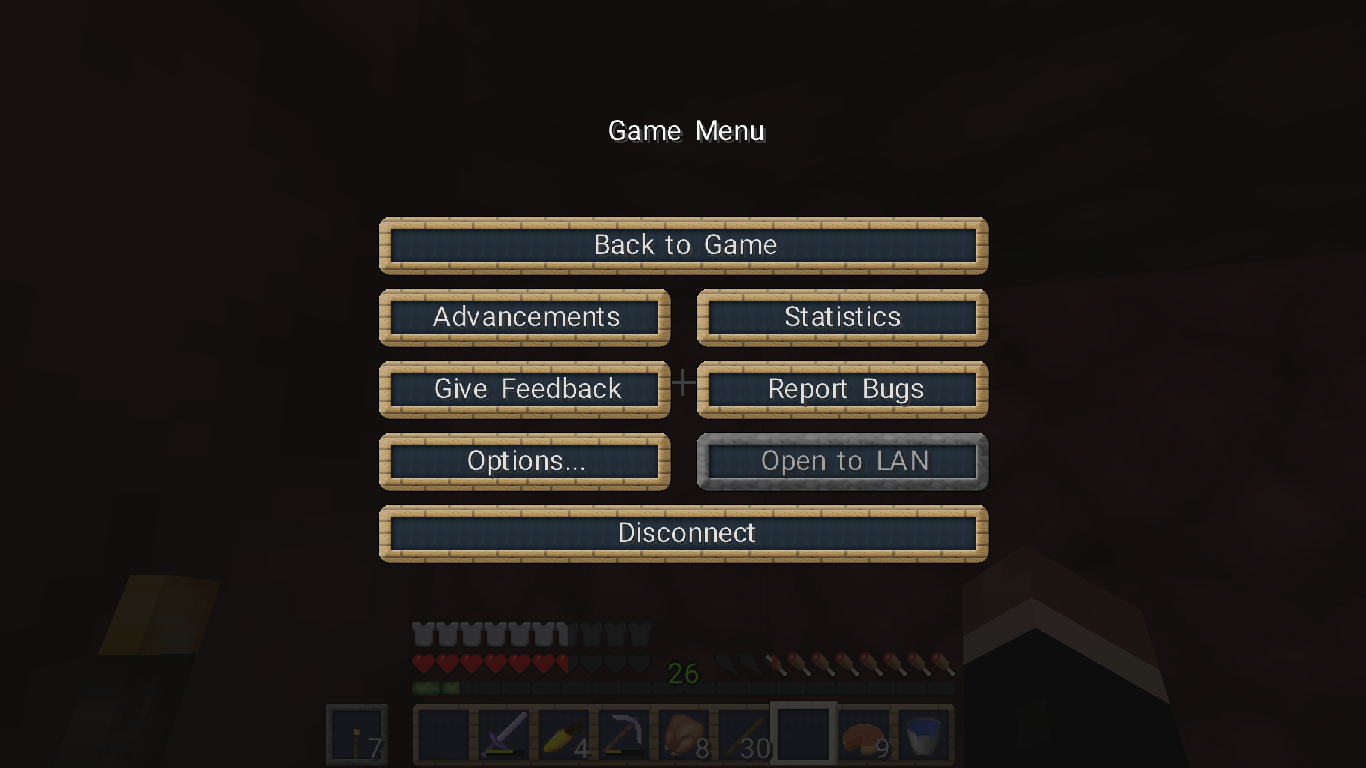 Game Menu
Back to Game
Advancements
Statistics
Give Feedback
Report Bugs
Options...
Open to LAN
Disconnect
26
7
4
8
30
9